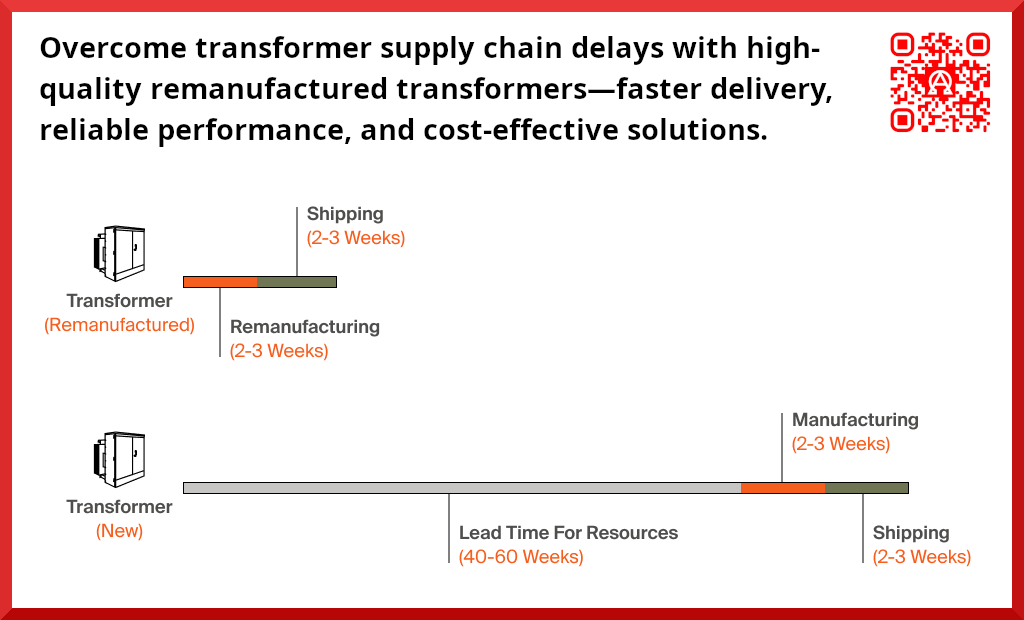 Overcome transformer supply chain delays with high-
quality remanufactured transformers—faster delivery,
reliable performance, and cost-effective solutions.
Shipping
(2-3 Weeks)
Transformer
(Remanufactured)
Remanufacturing
(2-3 Weeks)
Manufacturing
(2-3 Weeks)
Transformer
(New)
Lead Time For Resources
(40-60 Weeks)
Shipping
(2-3 Weeks)